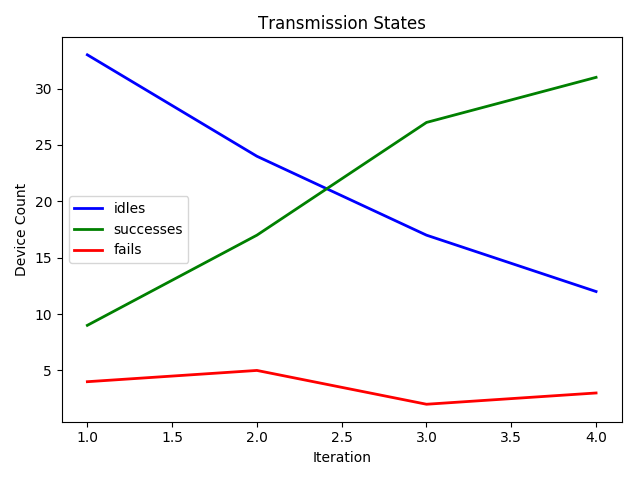 Transmission States
Device Count
30
25
20
15
10
5
idles
successes
fails
1.0 1.5 2.0 2.5 3.0 3.5 4.0
Iteration